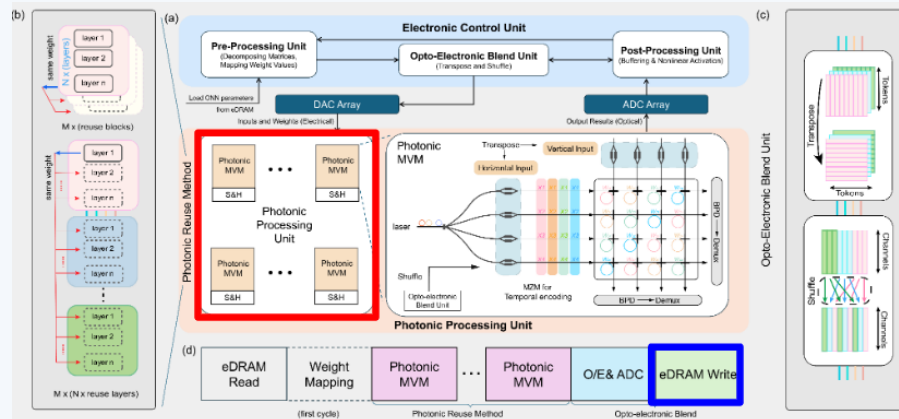 (b)
same weight
N x (layers)
layer 1
layer 2
layer n
M x (reuse blocks)
same weight
layer 1
layer 2
layer n
layer 1
layer 2
layer n
layer 1
layer 2
layer n
M x (N x reuse layers)
(a)
Electronic Control Unit
Pre-Processing Unit
(Decomposing Matrices,
Mapping Weight Values)
Opto-Electronic Blend Unit
(Transpose and Shuffle)
Post-Processing Unit
(Buffering & Nonlinear Activations)
Load CNN parameters
from eDRAM
DAC Array
ADC Array
Inputs and Weights (Electrical)
Output Results (Optical)
Photonic Reuse Method
Photonic
MVM
S&H
Photonic
MVM
S&H
Photonic
Processing
Unit
Photonic
MVM
S&H
Photonic
MVM
S&H
Photonic
MVM
Transpose
Vertical Input
Horizontal Input
laser
Shuffle
Opto-electronic
Blend Unit
MZM for
Temporal encoding
BPD
Demux
BPD
Demux
Photonic Processing Unit
(c)
Opto-Electronic Blend Unit
Transpose
Tokens
Tokens
Channels
Shuffle
Channels
(d)
eDRAM
Read
Weight
Mapping
Photonic
MVM
Photonic
MVM
O/E& ADC
eDRAM Write
(first cycle)
Photonic Reuse Method
Opto-electronic Blend